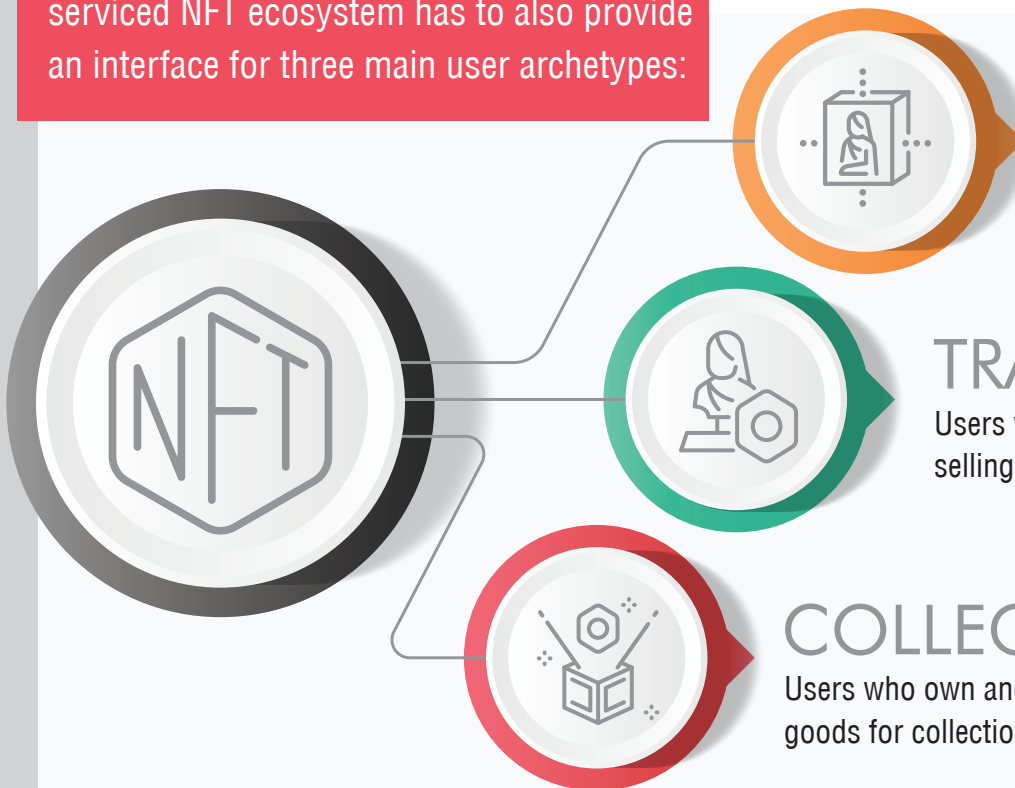 serviced NFT ecosystem has to also provide
an interface for three main user archetypes:
NFT
TRA
Users
selling
COLLEC
Users who own and
goods for collectio